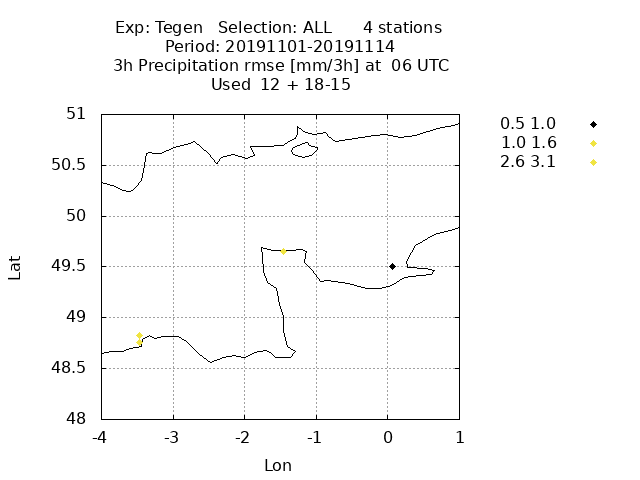 Exp: Tegen   Selection: ALL      4 stations
Period: 20191101-20191114
3h Precipitation rmse [mm/3h] at  06 UTC
Used  12 + 18-15
51
50.5
50
49.5
49
48.5
48
Lat
-4 -3 -2 -1 0 1
Lon
0.5 1.0
1.0 1.6
2.6 3.1